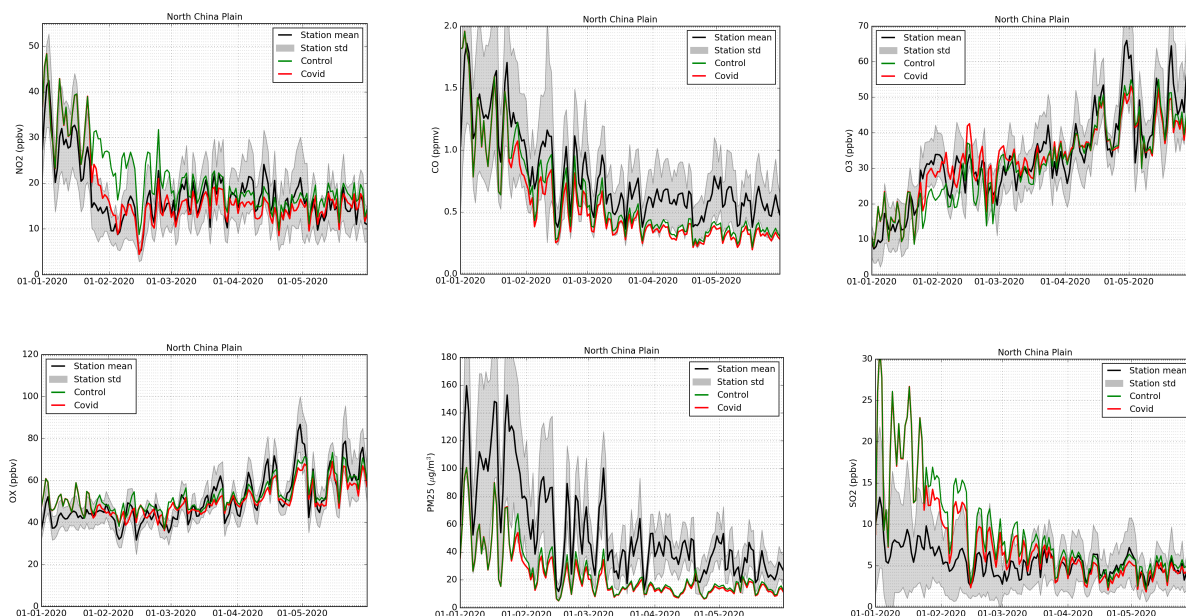 North China Plain
NO2 (ppbv)
50
40
30
20
10
0
Station mean
Station std
Control
Covid
01-01-2020 01-02-2020 01-03-2020 01-04-2020 01-05-2020
North China Plain
CO (ppmv)
2.0
1.5
1.0
0.5
0.0
Station mean
Station std
Control
Covid
01-01-2020 01-02-2020 01-03-2020 01-04-2020 01-05-2020
North China Plain
O3 (ppbv)
70
60
50
40
30
20
10
0
Station mean
Station std
Control
Covid
01-01-2020 01-02-2020 01-03-2020 01-04-2020 01-05-2020
North China Plain
OX (ppbv)
120
100
80
60
40
20
0
Station mean
Station std
Control
Covid
01-01-2020 01-02-2020 01-03-2020 01-04-2020 01-05-2020
North China Plain
PM25 (μg/m³)
180
160
140
120
100
80
60
40
20
0
Station mean
Station std
Control
Covid
01-01-2020 01-02-2020 01-03-2020 01-04-2020 01-05-2020
North China Plain
SO2 (ppbv)
30
25
20
15
10
5
0
Station mean
Station std
Control
Covid
01-01-2020 01-02-2020 01-03-2020 01-04-2020 01-05-2020